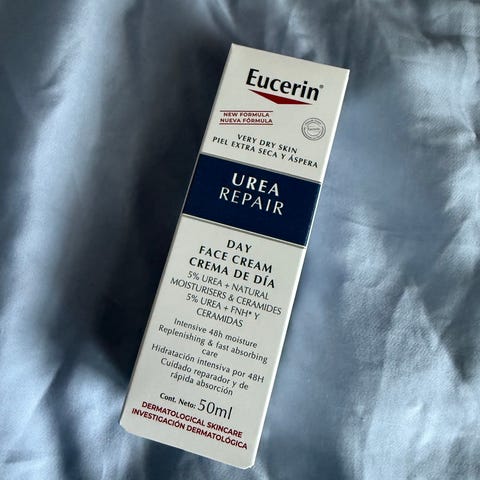 Eucerin®
NEW FORMULA
NUEVA FÓRMULA
VERY DRY SKIN
PIEL EXTRA SECA Y ÁSPERA
UREA
REPAIR
DAY
FACE CREAM
CREMA DE DÍA
5% UREA + NATURAL
MOISTURISERS & CERAMIDES
5% UREA + FNH* Y
CERAMIDAS
Intensive 48h moisture
Replenishing & fast absorbing
care
Hidratación intensiva por 48H
Cuidado reparador y de
rápida absorción
Cont. Neto: 50ml
DERMATOLOGICAL SKINCARE
INVESTIGACIÓN DERMATOLÓGICA